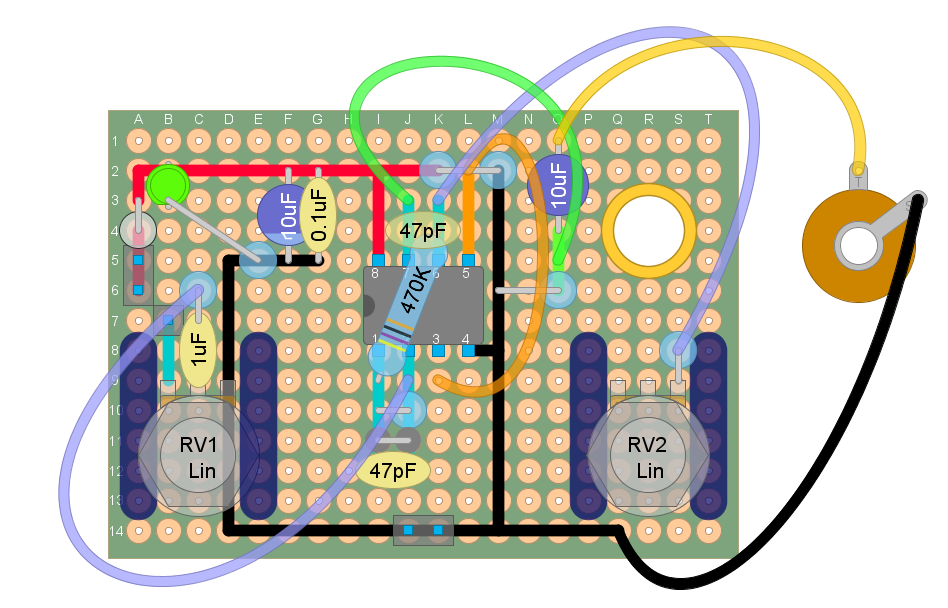 A B C D E F G H I J K L M N O P Q R S T
1
2
3
10uF
10uF
4
0.1uF
47pF
5
8 7 6 5
6
470K
7
1uF
8
1 3 4
9
10
RV1
Lin
RV2
Lin
11
12
47pF
13
14
T
S